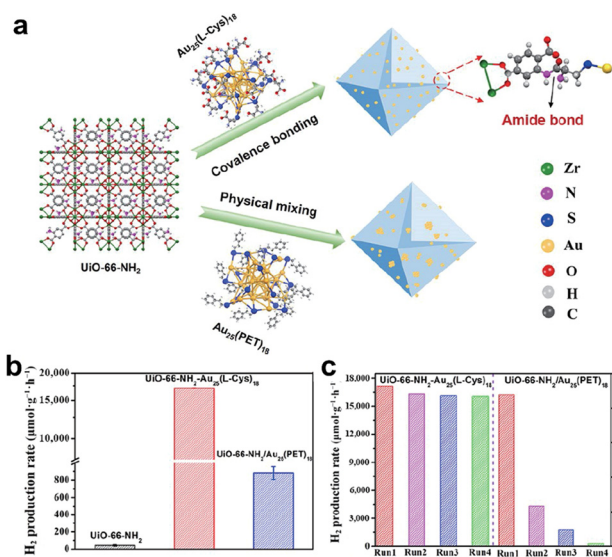 a
Au25(L-Cys)18
Covalence bonding
Amide bond
Physical mixing
UiO-66-NH2
Au25(PET)18
Zr
N
S
Au
O
H
C
b
H2 production rate (μmol·g-1·h-1)
20,000
15,000
10,000
800
600
400
200
0
UiO-66-NH2-Au25(L-Cys)18
UiO-66-NH2/Au25(PET)18
UiO-66-NH2
c
H2 production rate (μmol·g-1·h-1)
18,000
15,000
12,000
9,000
6,000
3,000
0
UiO-66-NH2-Au25(L-Cys)18 UiO-66-NH2/Au25(PET)18
Run1 Run2 Run3 Run4 Run1 Run2 Run3 Run4